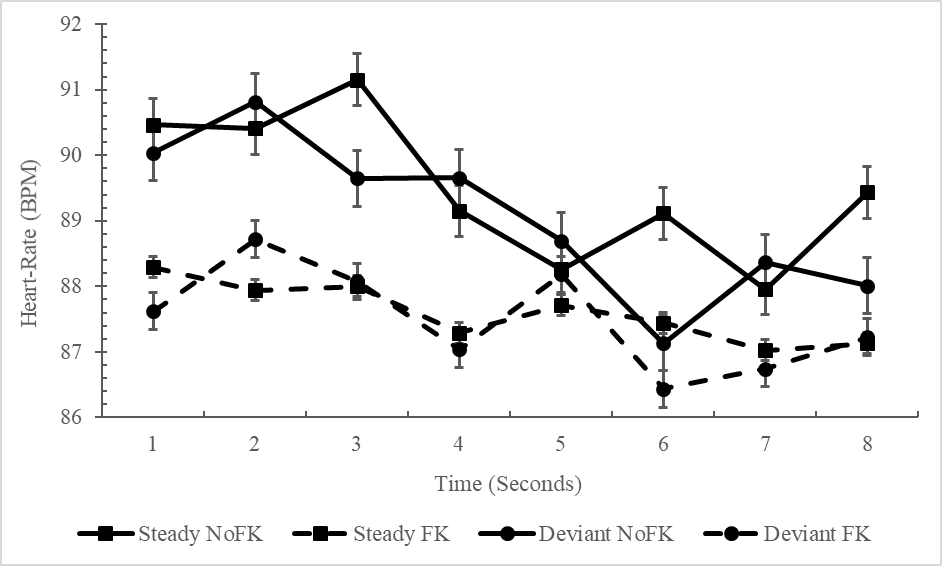 92
91
90
89
88
87
86
Heart-Rate (BPM)
1 2 3 4 5 6 7 8
Time (Seconds)
Steady NoFK Steady FK Deviant NoFK Deviant FK